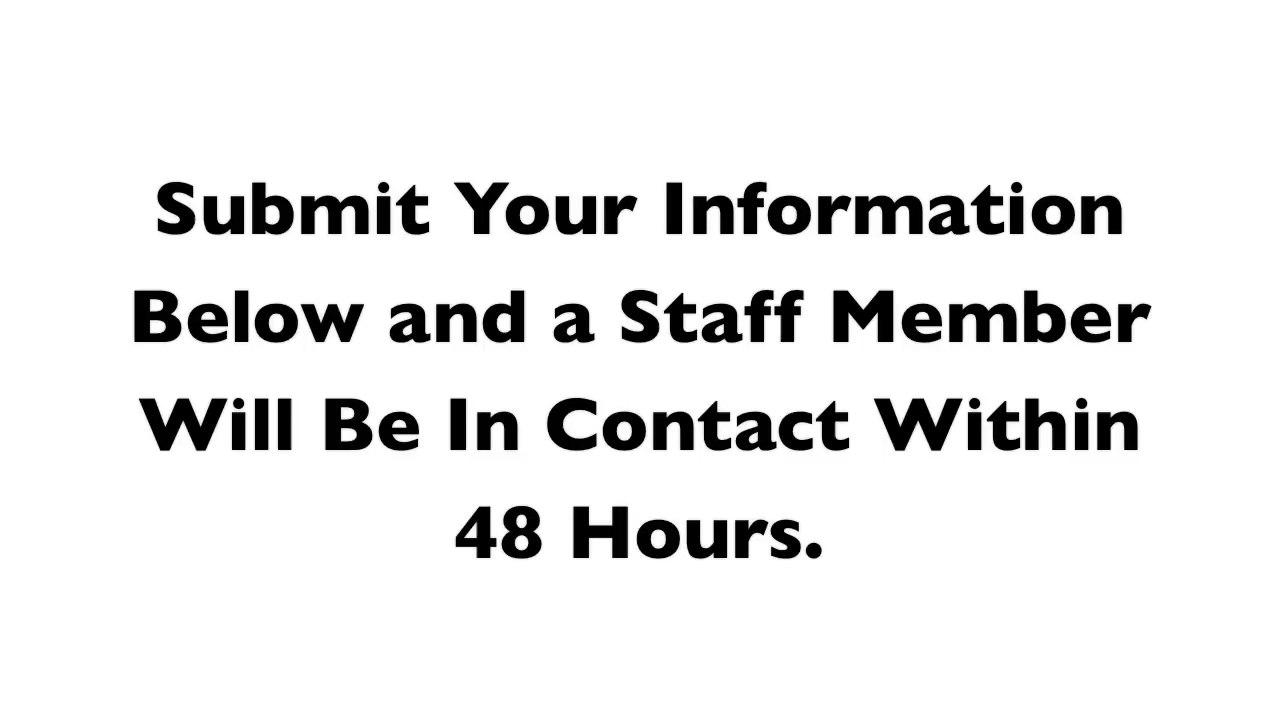 Submit Your Information
Below and a Staff Member
Will Be In Contact Within
48 Hours.